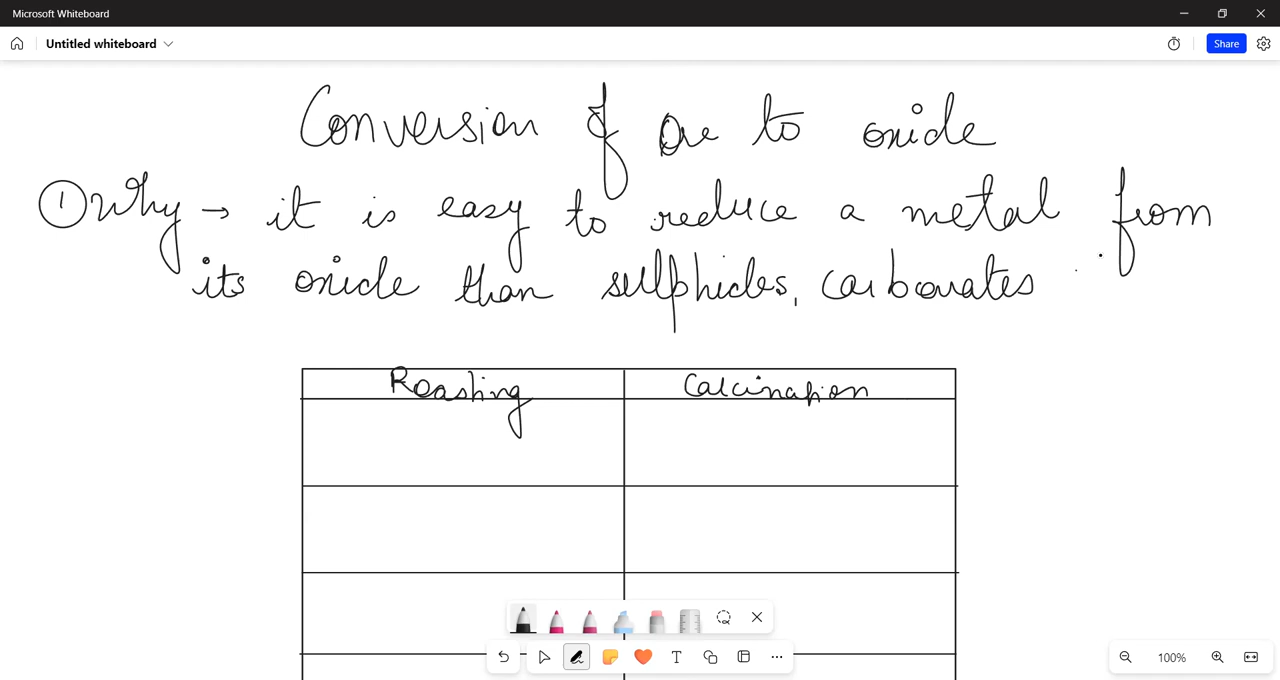 Microsoft Whiteboard
Untitled whiteboard
Share
Conversion of Ore to oxide
① Why → it is easy to reduce a metal from
its oxide than sulphides, carbonates
Roasting Calcination
100%